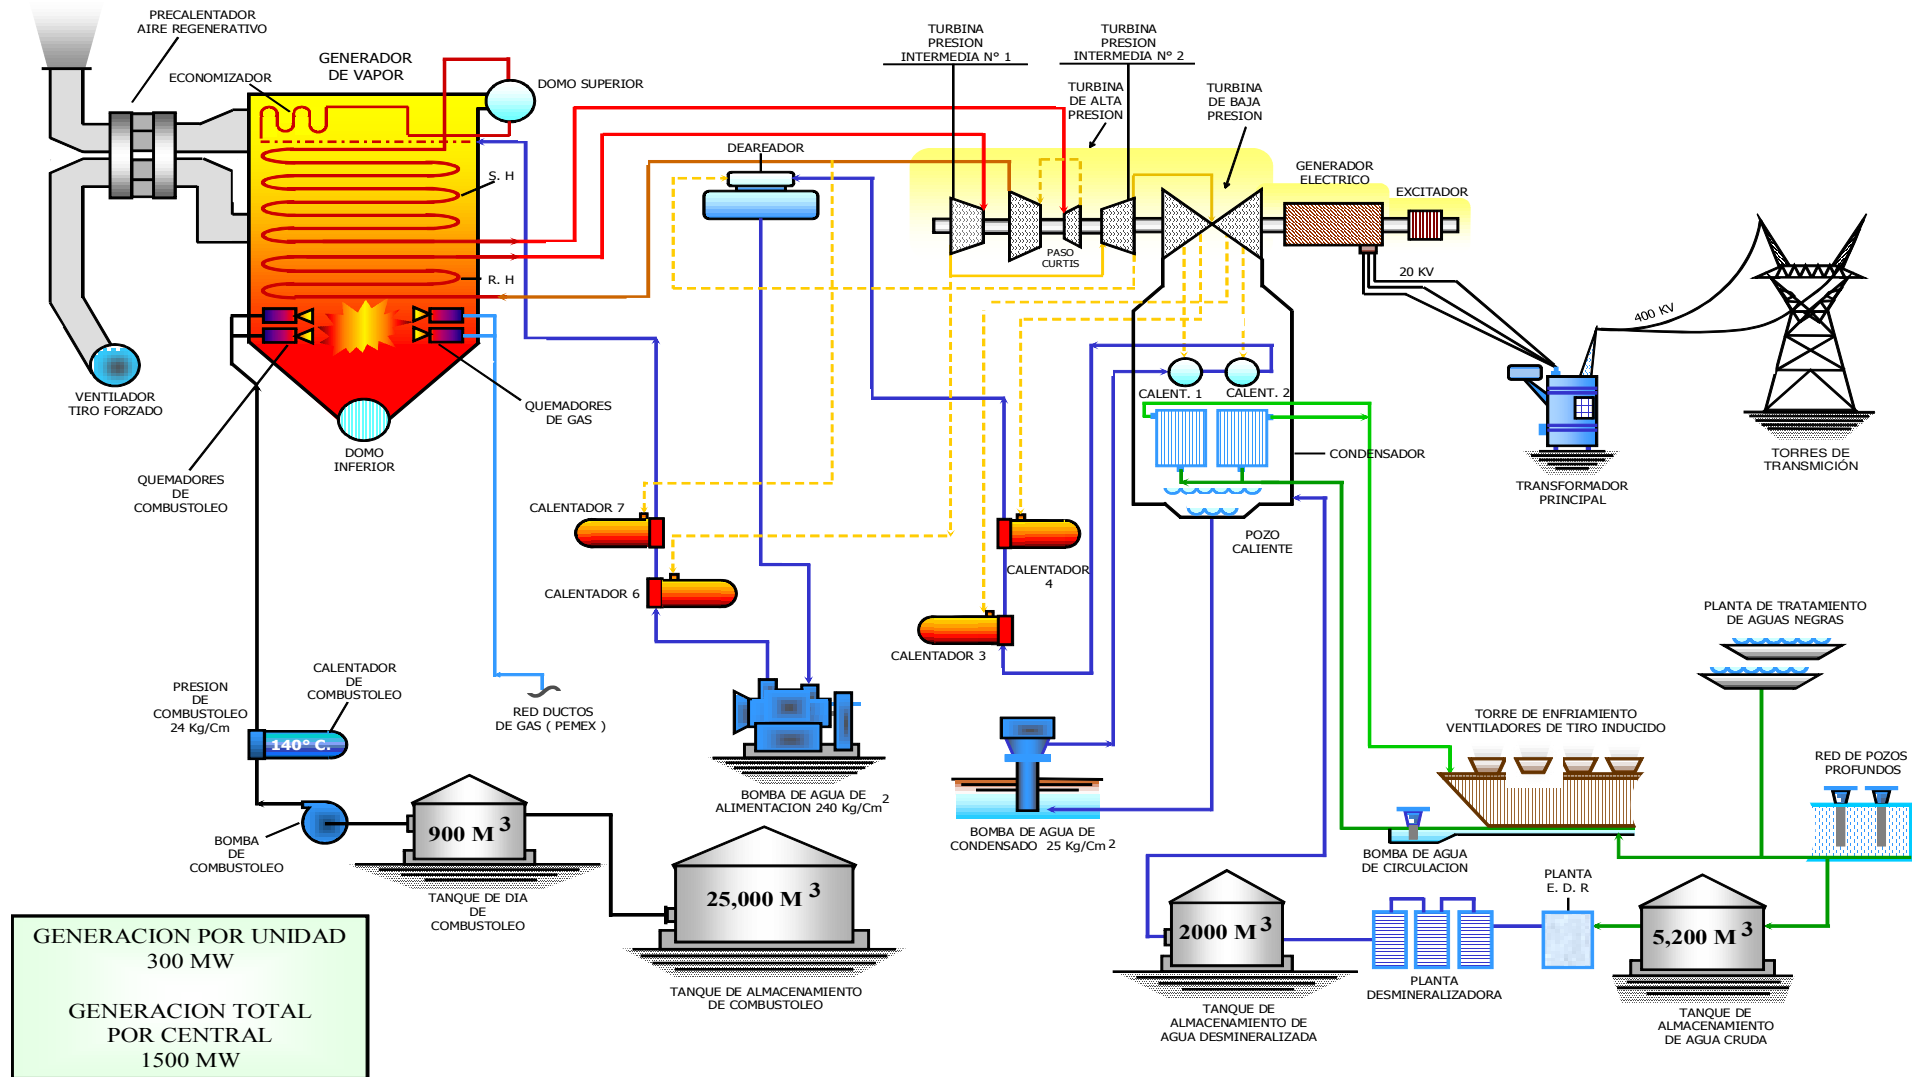 PRECALENTADOR
AIRE REGENERATIVO
ECONOMIZADOR
GENERADOR
DE VAPOR
DOMO SUPERIOR
S. H
R. H
VENTILADOR
TIRO FORZADO
QUEMADORES
DE
COMBUSTOLEO
DOMO
INFERIOR
QUEMADORES
DE GAS
DEAREADOR
TURBINA
PRESION
INTERMEDIA N° 1
TURBINA
PRESION
INTERMEDIA N° 2
TURBINA
DE ALTA
PRESION
TURBINA
DE BAJA
PRESION
PASO
CURTIS
GENERADOR
ELECTRICO
EXCITADOR
20 KV
400 KV
TORRES DE
TRANSMICIÓN
TRANSFORMADOR
PRINCIPAL
CALENT. 1
CALENT. 2
CONDENSADOR
POZO
CALIENTE
CALENTADOR 7
CALENTADOR 6
CALENTADOR
4
CALENTADOR 3
PRESION
DE
COMBUSTOLEO
24 Kg/Cm
CALENTADOR
DE
COMBUSTOLEO
140° C.
RED DUCTOS
DE GAS ( PEMEX )
BOMBA DE AGUA DE
ALIMENTACION 240 Kg/Cm2
BOMBA DE AGUA DE
CONDENSADO 25 Kg/Cm2
PLANTA DE TRATAMIENTO
DE AGUAS NEGRAS
TORRE DE ENFRIAMIENTO
VENTILADORES DE TIRO INDUCIDO
RED DE POZOS
PROFUNDOS
BOMBA DE AGUA
DE CIRCULACION
PLANTA
E. D. R
BOMBA
DE
COMBUSTOLEO
900 M 3
TANQUE DE DIA
DE
COMBUSTOLEO
25,000 M 3
TANQUE DE ALMACENAMIENTO
DE COMBUSTOLEO
2000 M 3
TANQUE DE
ALMACENAMIENTO DE
AGUA DESMINERALIZADA
PLANTA
DESMINERALIZADORA
5,200 M 3
TANQUE DE
ALMACENAMIENTO
DE AGUA CRUDA
GENERACION POR UNIDAD
300 MW
GENERACION TOTAL
POR CENTRAL
1500 MW